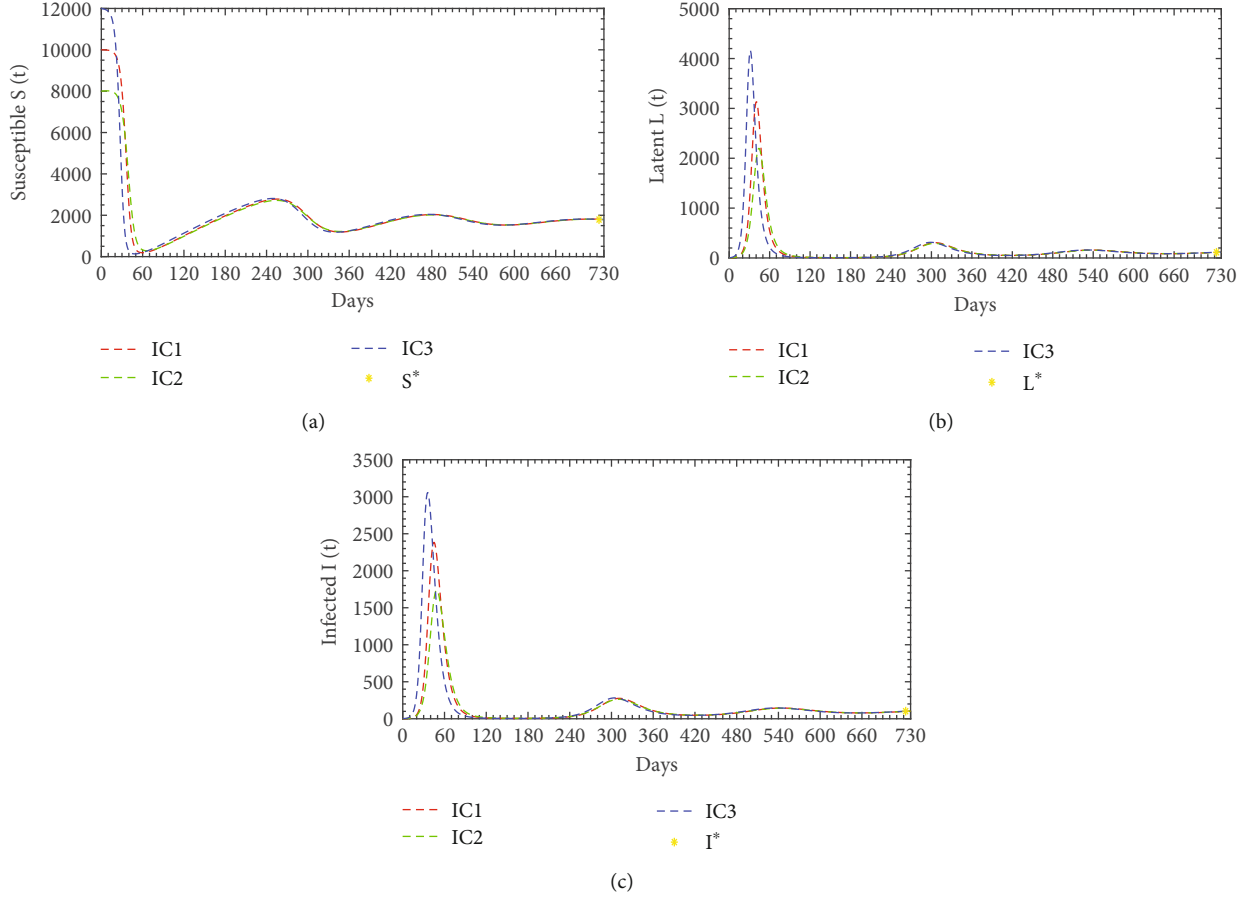 Susceptible S (t)
12000
10000
8000
6000
4000
2000
0
0 60 120 180 240 300 360 420 480 540 600 660 730
Days
IC1
IC2
IC3
S*
(a)
Latent L (t)
5000
4000
3000
2000
1000
0
0 60 120 180 240 300 360 420 480 540 600 660 730
Days
IC1
IC2
IC3
L*
(b)
Infected I (t)
3500
3000
2500
2000
1500
1000
500
0
0 60 120 180 240 300 360 420 480 540 600 660 730
Days
IC1
IC2
IC3
I*
(c)